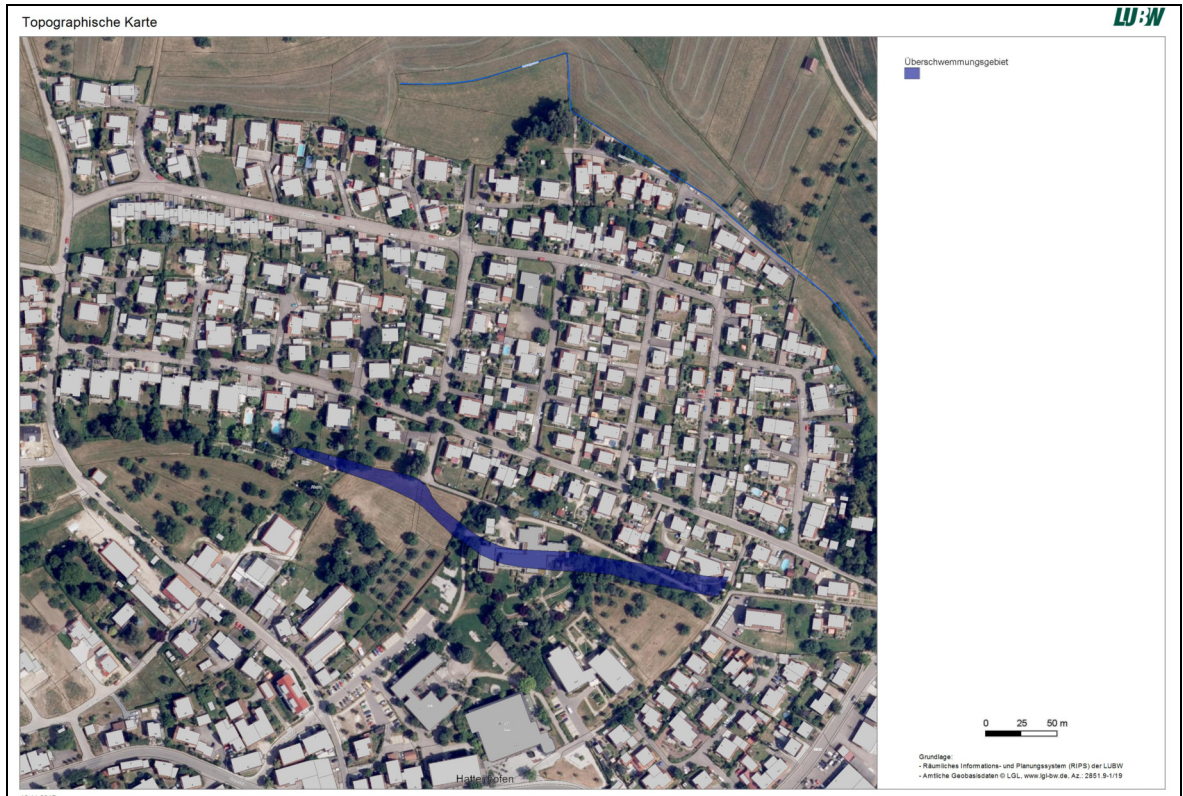 Topographische Karte
LUBW
Überschwemmungsgebiet
0 25 50 m
Grundlage:
- Räumliches Informations- und Planungssystem (RIPS) der LUBW
- Amtliche Geobasisdaten © LGL, www.lgl-bw.de, Az.: 2851.9-1/19
Hattenhofen